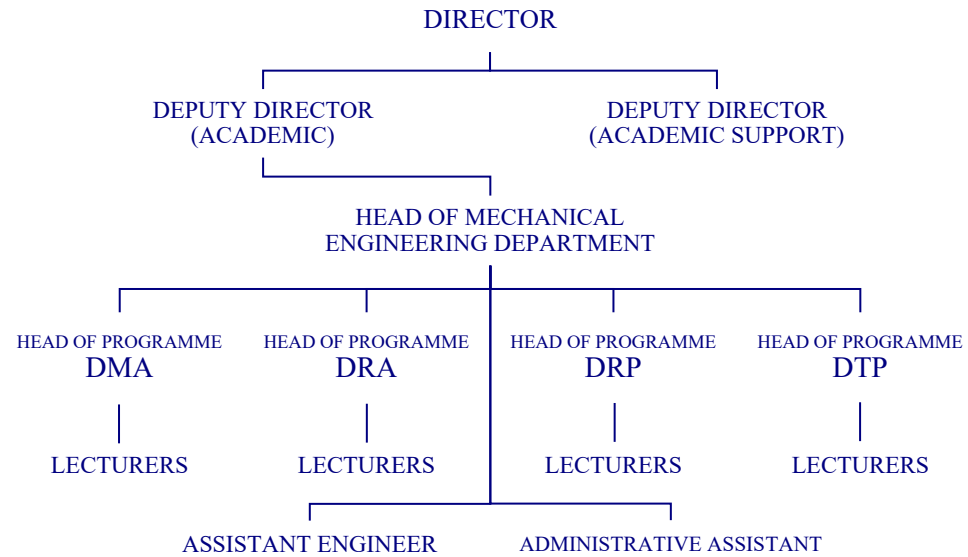 DIRECTOR
DEPUTY DIRECTOR
(ACADEMIC)
DEPUTY DIRECTOR
(ACADEMIC SUPPORT)
HEAD OF MECHANICAL
ENGINEERING DEPARTMENT
HEAD OF PROGRAMME
DMA
HEAD OF PROGRAMME
DRA
HEAD OF PROGRAMME
DRP
HEAD OF PROGRAMME
DTP
LECTURERS
LECTURERS
LECTURERS
LECTURERS
ASSISTANT ENGINEER
ADMINISTRATIVE ASSISTANT